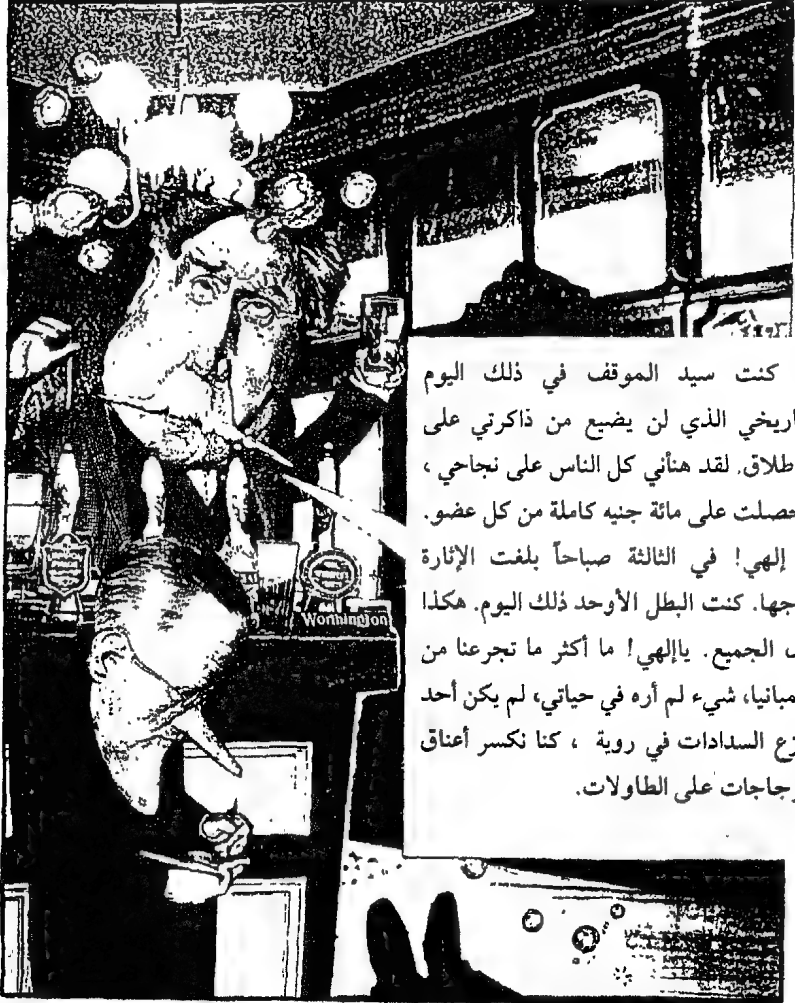 كنت سيد الموقف في ذلك اليوم
اريخي الذي لن يضيع من ذاكرتي على
طلاق. لقد هنأني كل الناس على نجاحي ،
حصلت على مائة جنيه كاملة من كل عضو.
إلهي! في الثالثة صباحاً بلغت الإثارة
جها. كنت البطل الأوحد ذلك اليوم. هكذا
الجميع. ياإلهي! ما أكثر ما تجرعنا من
مبانيا، شيء لم أره في حياتي، لم يكن أحد
زع السدادات في روية ، كنا نكسر أعناق
زجاجات على الطاولات.
Worthington